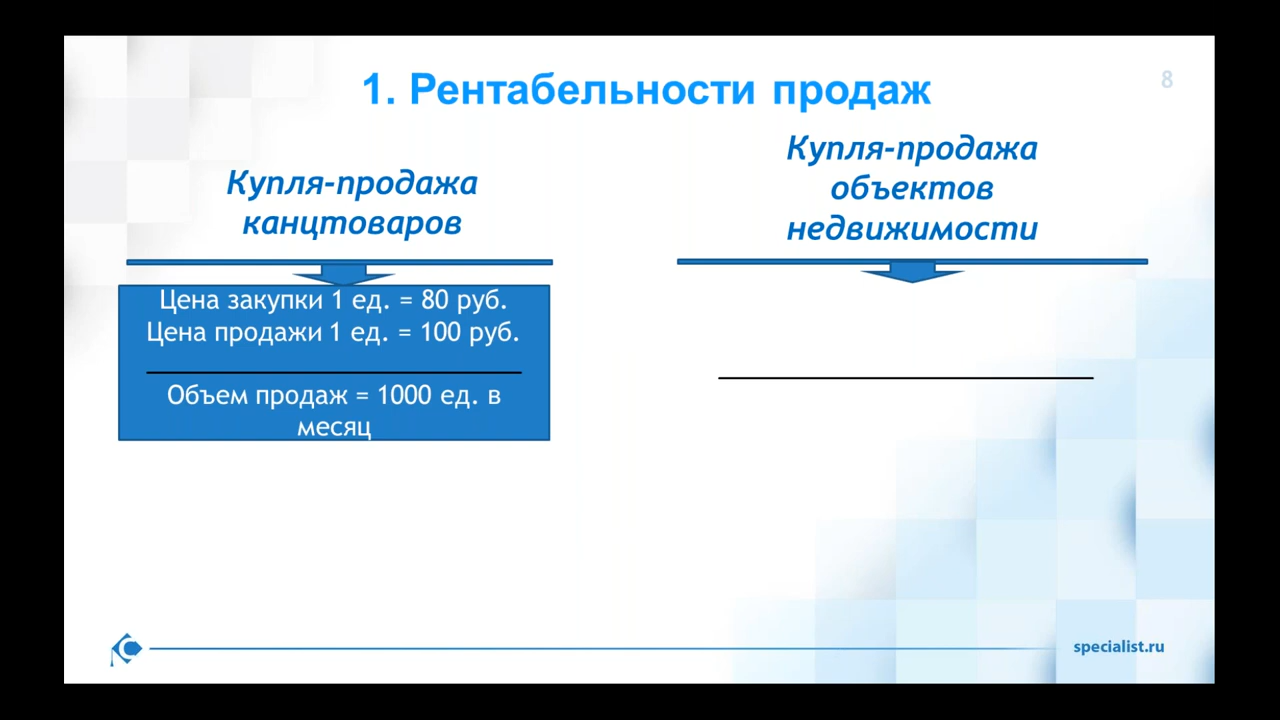 1. Рентабельности продаж
8
Купля-продажа
канцтоваров
Цена закупки 1 ед. = 80 руб.
Цена продажи 1 ед. = 100 руб.
Объем продаж = 1000 ед. в
месяц
Купля-продажа
объектов
недвижимости
specialist.ru